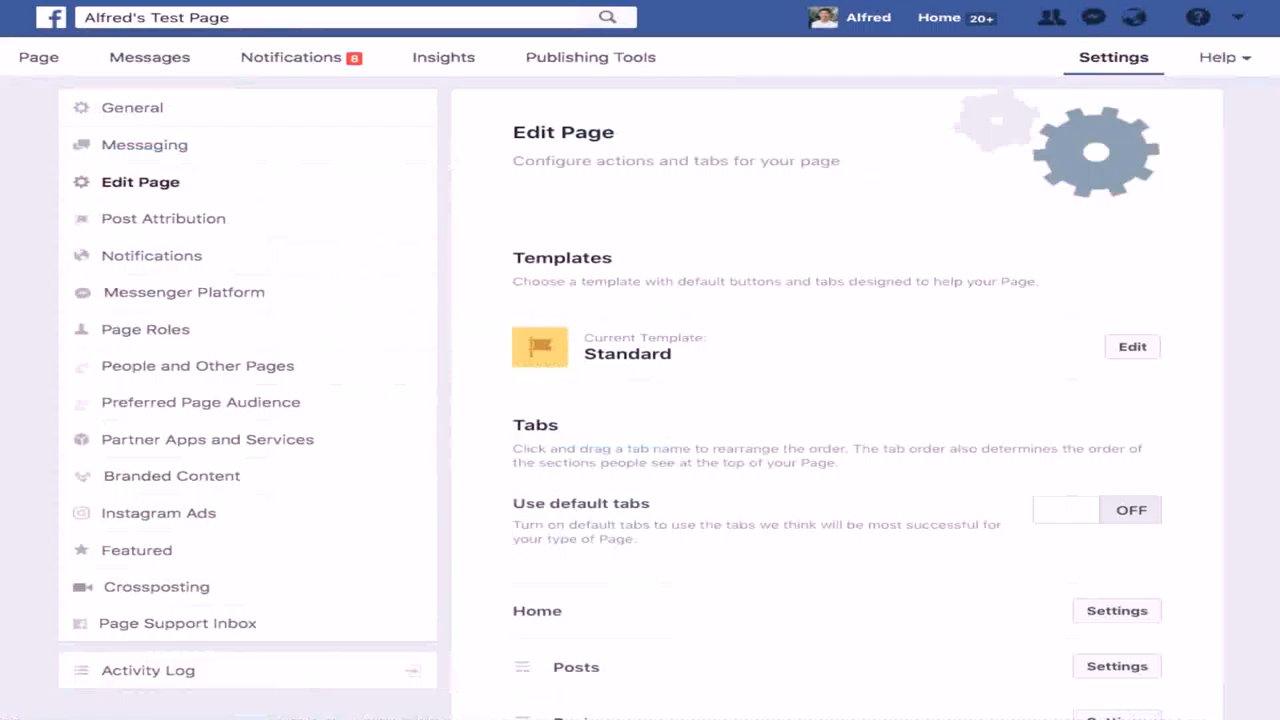 Alfred's Test Page
Alfred
Home 20+
Page
Messages
Notifications 8
Insights
Publishing Tools
Settings
Help
General
Messaging
Edit Page
Post Attribution
Notifications
Messenger Platform
Page Roles
People and Other Pages
Preferred Page Audience
Partner Apps and Services
Branded Content
Instagram Ads
Featured
Crossposting
Page Support Inbox
Activity Log
Edit Page
Configure actions and tabs for your page
Templates
Choose a template with default buttons and tabs designed to help your Page.
Current Template:
Standard
Edit
Tabs
Click and drag a tab name to rearrange the order. The tab order also determines the order of
the sections people see at the top of your Page.
Use default tabs
Turn on default tabs to use the tabs we think will be most successful for
your type of Page.
OFF
Home
Settings
Posts
Settings